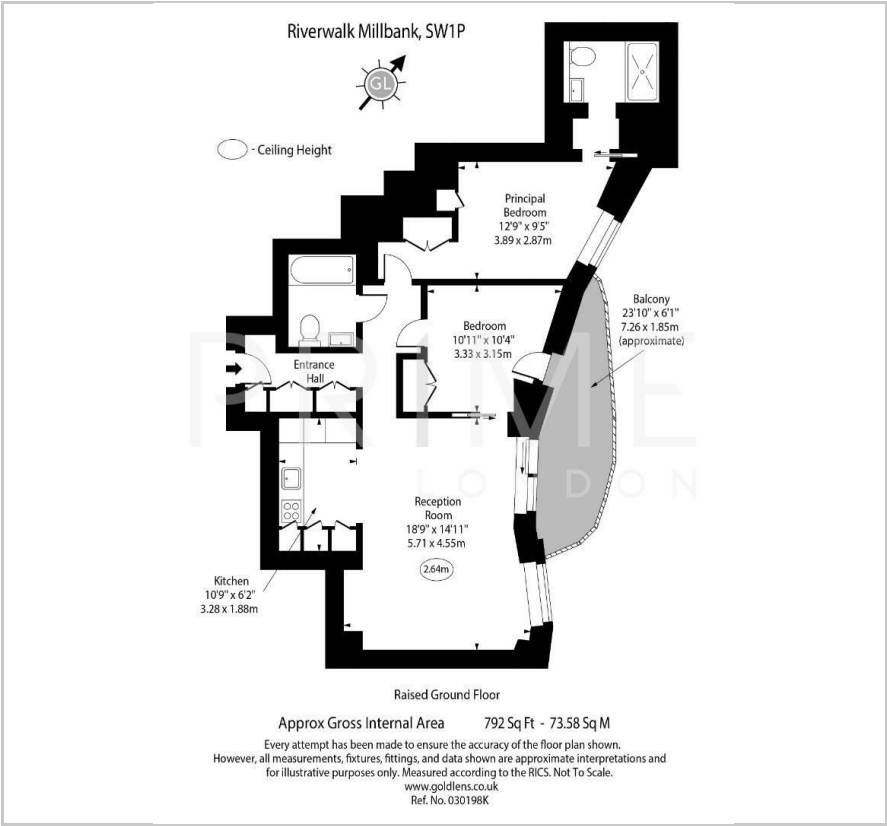 Riverwalk Millbank, SW1P
GL
- Ceiling Height
Principal
Bedroom
12'9" x 9'5"
3.89 x 2.87m
Balcony
23'10" x 6'1"
7.26 x 1.85m
(approximate)
Bedroom
10'11" x 10'4"
3.33 x 3.15m
Entrance
Hall
PRIME
LONDON
Reception
Room
18'9" x 14'11"
5.71 x 4.55m
2.64m
Kitchen
10'9" x 6'2"
3.28 x 1.88m
Raised Ground Floor
Approx Gross Internal Area 792 Sq Ft - 73.58 Sq M
Every attempt has been made to ensure the accuracy of the floor plan shown.
However, all measurements, fixtures, fittings, and data shown are approximate interpretations and
for illustrative purposes only. Measured according to the RICS. Not To Scale.
www.goldlens.co.uk
Ref. No. 030198K